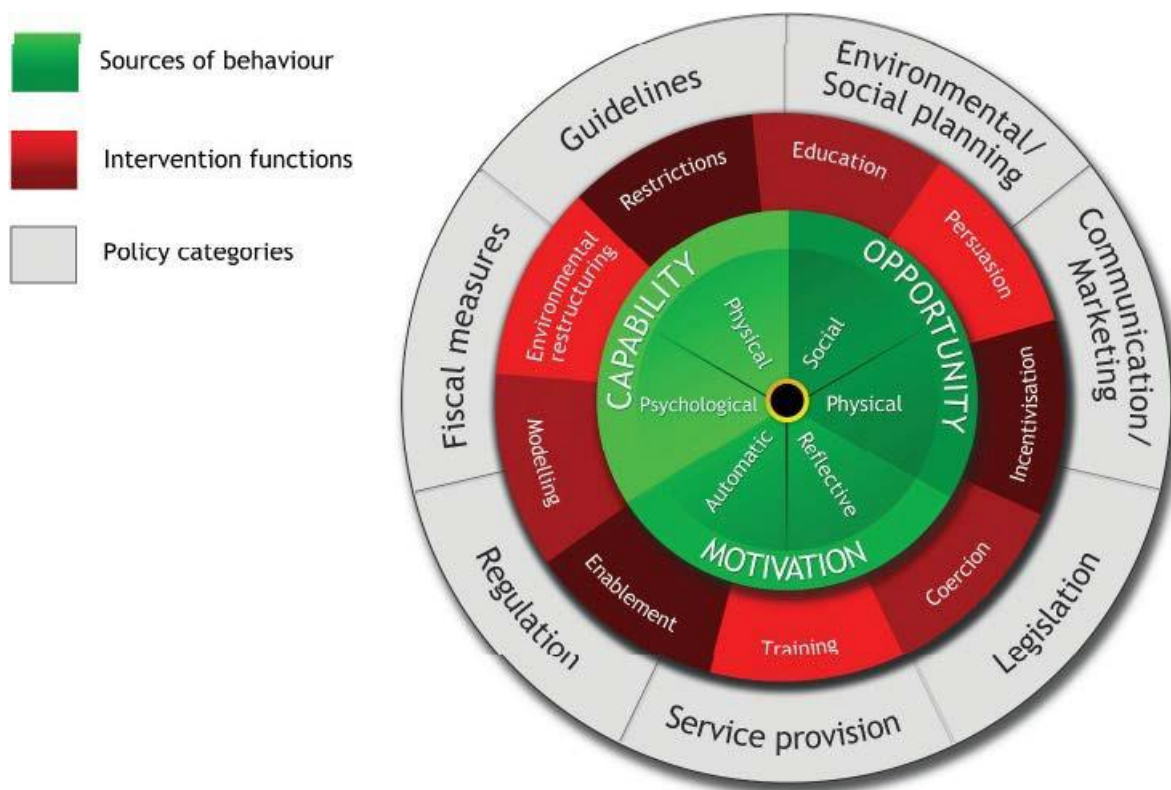 Sources of behaviour
Intervention functions
Policy categories
Guidelines
Environmental/
Social planning
Communication/
Marketing
Legislation
Service provision
Regulation
Fiscal measures
Restrictions
Education
Persuasion
Incentivisation
Coercion
Training
Enablement
Modelling
Environmental
restructuring
CAPABILITY
OPPORTUNITY
MOTIVATION
Physical
Social
Physical
Reflective
Automatic
Psychological